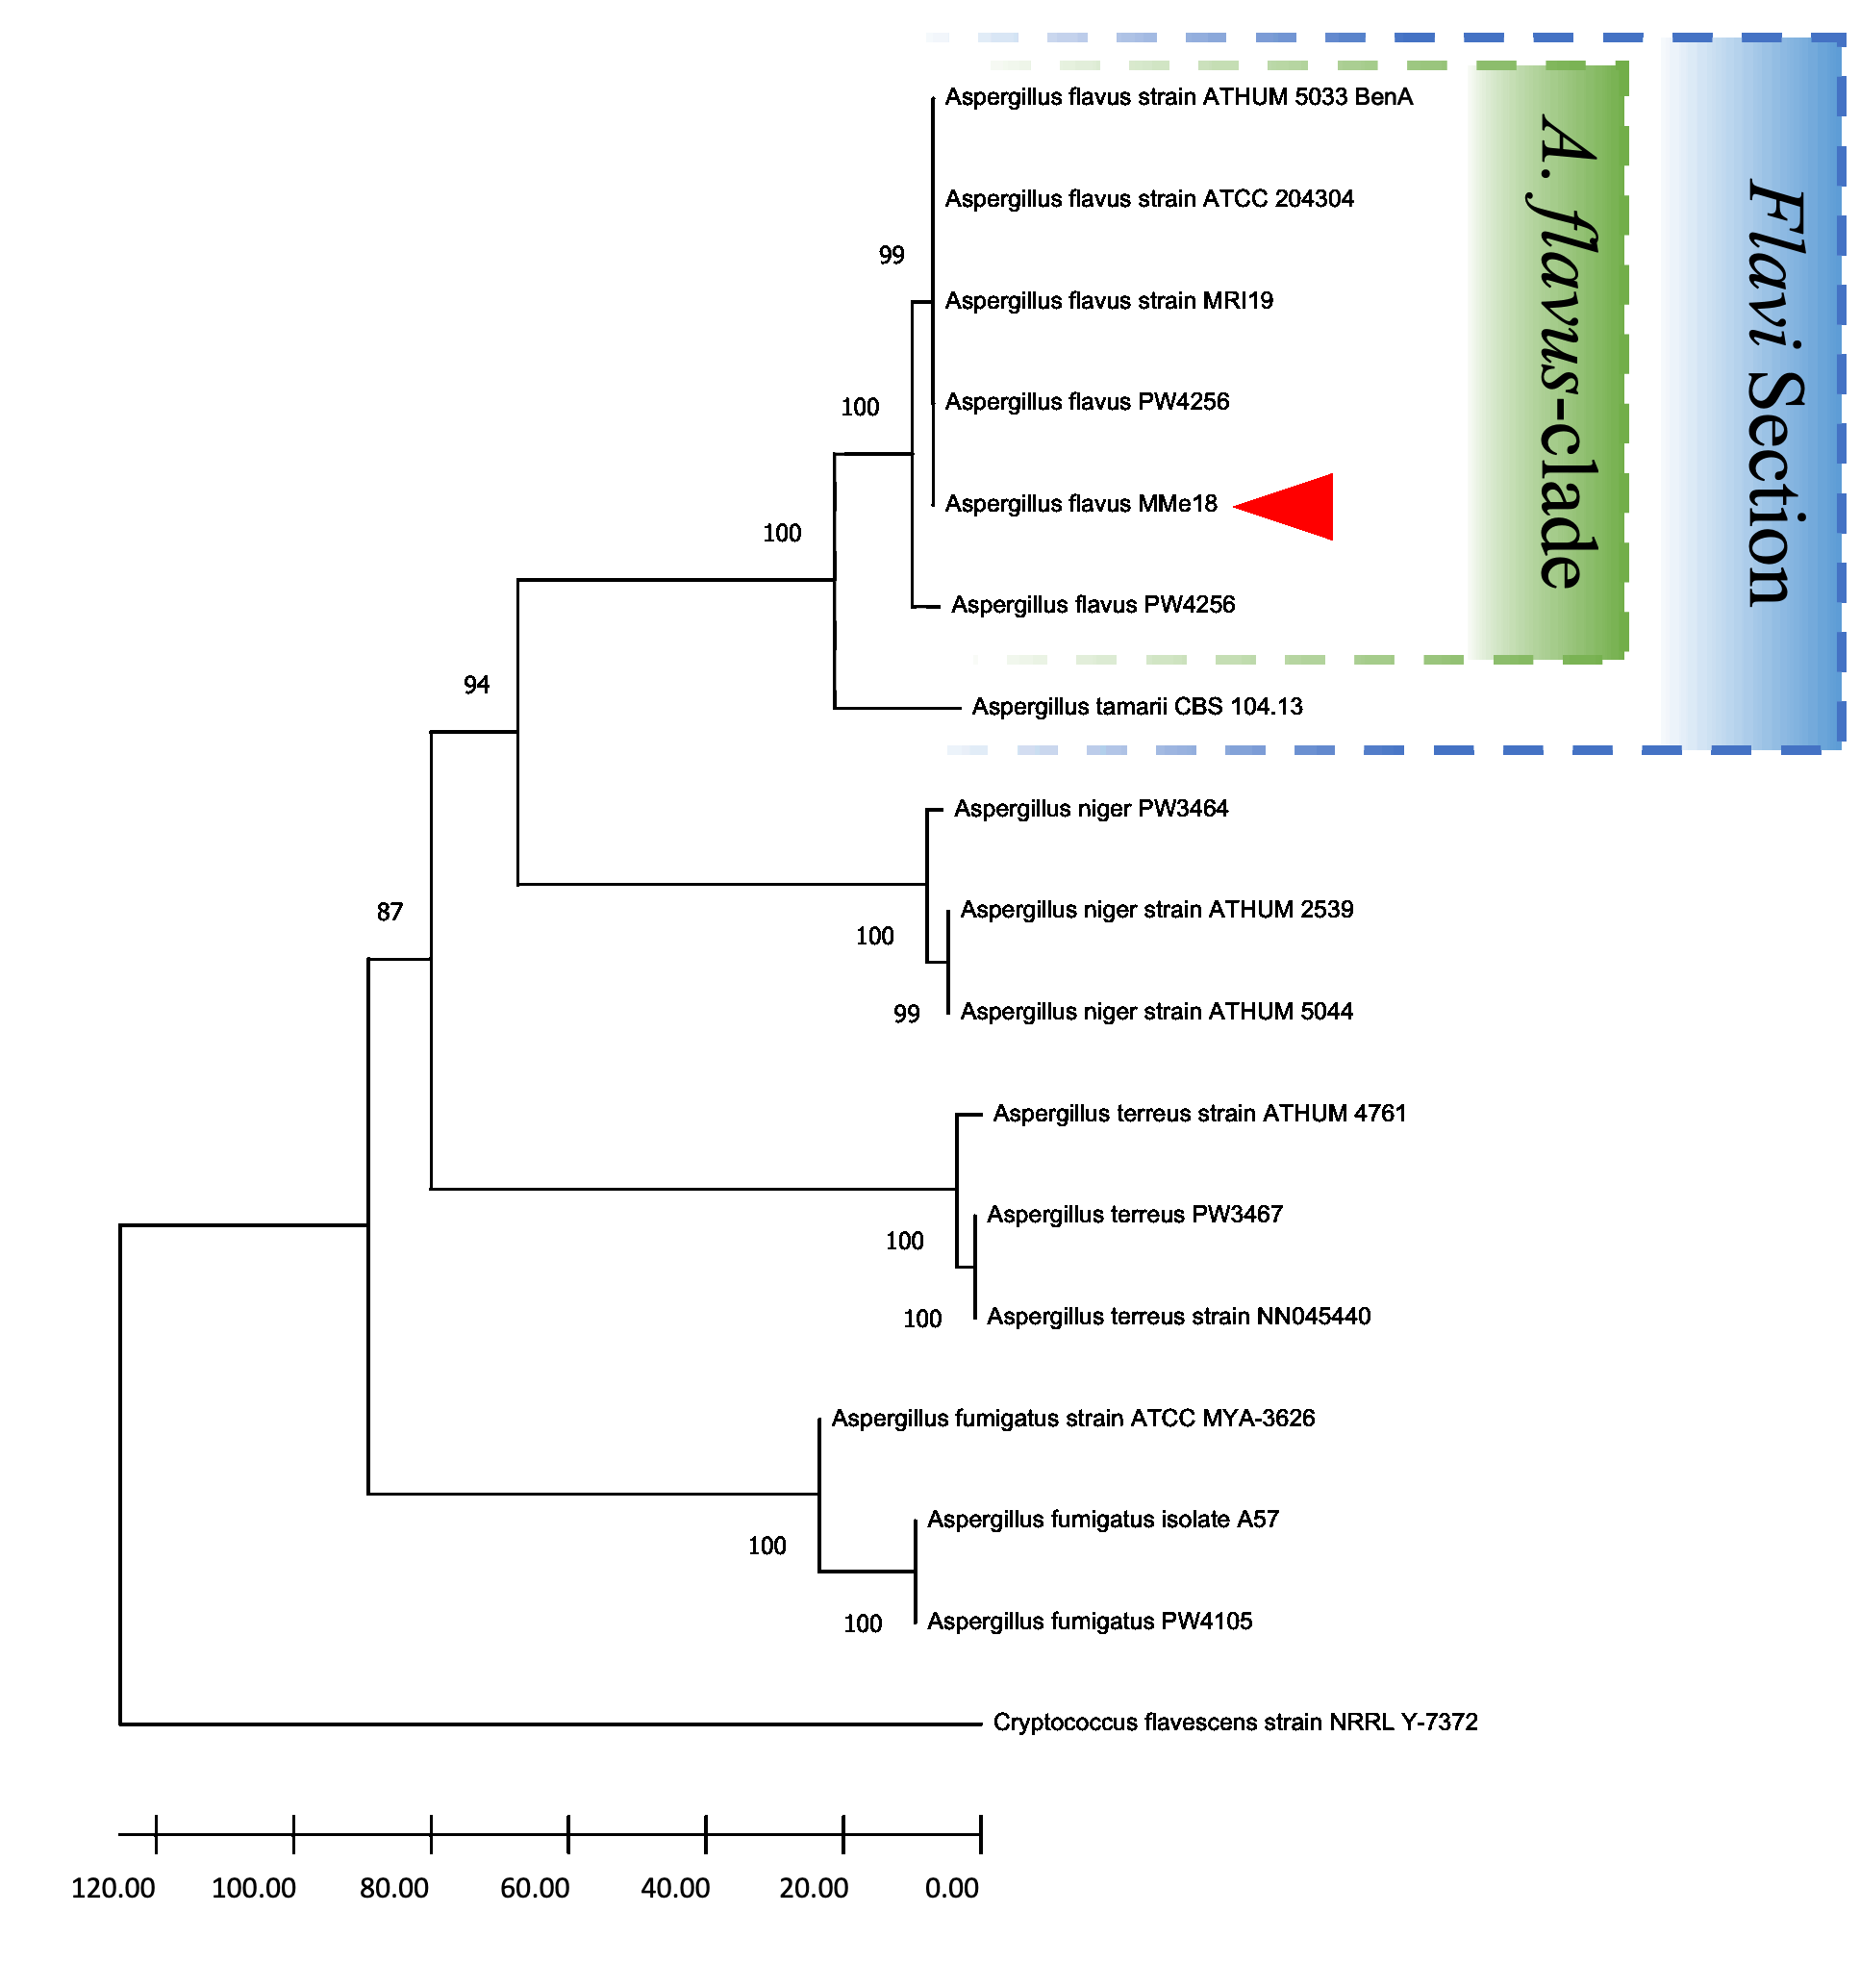 Aspergillus flavus strain ATHUM 5033 BenA
Aspergillus flavus strain ATCC 204304
99
Aspergillus flavus strain MRI19
Aspergillus flavus PW4256
100
Aspergillus flavus MMe18
100
Aspergillus flavus PW4256
A. flavus-clade
Flavi Section
94
Aspergillus tamarii CBS 104.13
Aspergillus niger PW3464
87
Aspergillus niger strain ATHUM 2539
100
Aspergillus niger strain ATHUM 5044
99
Aspergillus terreus strain ATHUM 4761
Aspergillus terreus PW3467
100
Aspergillus terreus strain NN045440
100
Aspergillus fumigatus strain ATCC MYA-3626
Aspergillus fumigatus isolate A57
100
Aspergillus fumigatus PW4105
100
Cryptococcus flavescens strain NRRL Y-7372
120.00 100.00 80.00 60.00 40.00 20.00 0.00